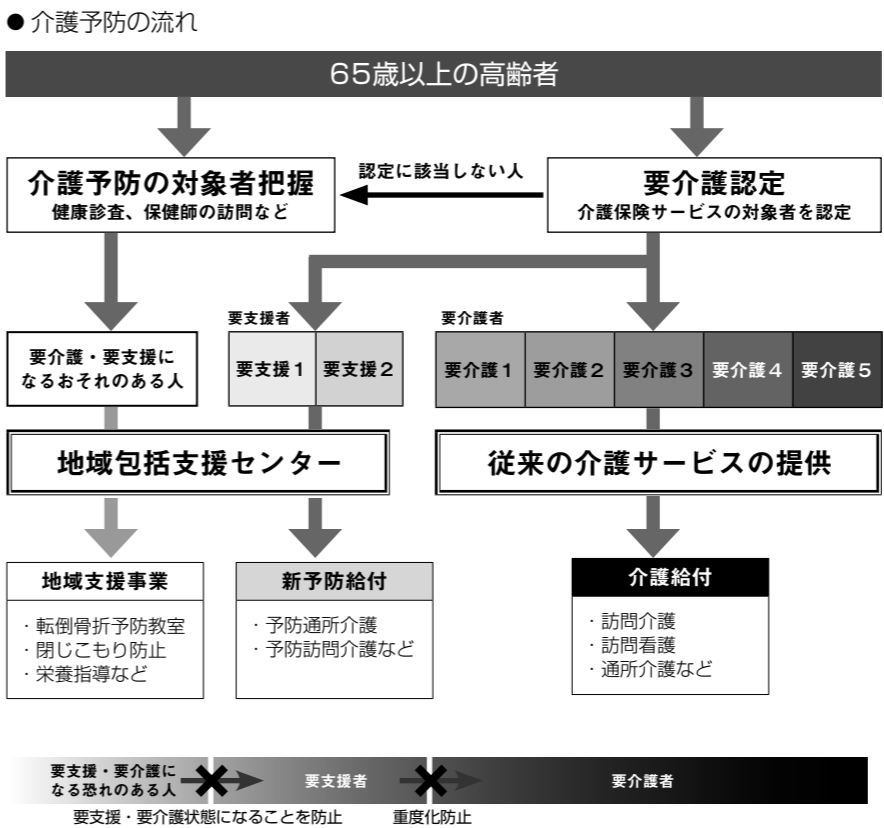 ● 介護予防の流れ
65歳以上の高齢者
介護予防の対象者把握
健康診査、保健師の訪問など
認定に該当しない人
要介護認定
介護保険サービスの対象者を認定
要介護・要支援に
なるおそれのある人
要支援者
要支援1
要支援2
要介護者
要介護1
要介護2
要介護3
要介護4
要介護5
地域包括支援センター
従来の介護サービスの提供
地域支援事業
・転倒骨折予防教室
・閉じこもり防止
・栄養指導など
新予防給付
・予防通所介護
・予防訪問介護など
介護給付
・訪問介護
・訪問看護
・通所介護など
要支援・要介護に
なる恐れのある人
要支援者
要介護者
要支援・要介護状態になることを防止
重度化防止